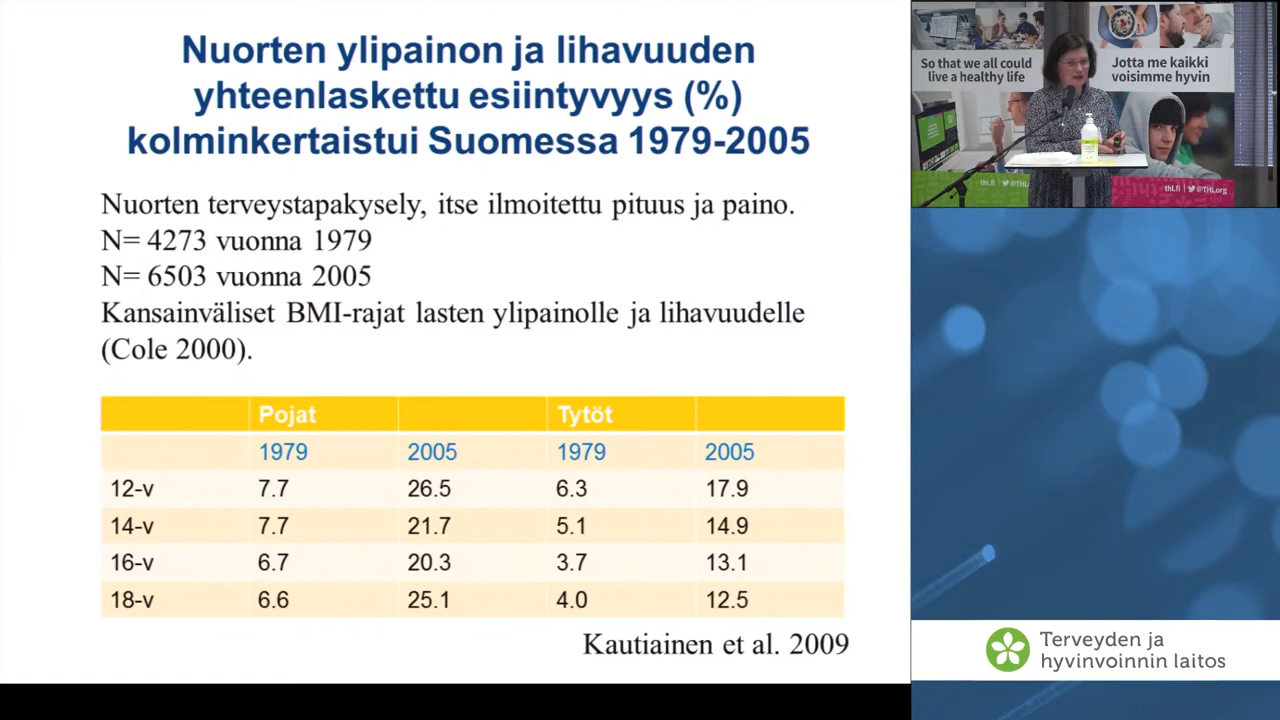 Nuorten ylipainon ja lihavuuden
yhteenlaskettu esiintyvyys (%)
kolminkertaistui Suomessa 1979-2005
Nuorten terveystapakysely, itse ilmoitettu pituus ja paino.
N= 4273 vuonna 1979
N= 6503 vuonna 2005
Kansainväliset BMI-rajat lasten ylipainolle ja lihavuudelle
(Cole 2000).
Pojat Tytöt
1979 2005 1979 2005
12-v 7.7 26.5 6.3 17.9
14-v 7.7 21.7 5.1 14.9
16-v 6.7 20.3 3.7 13.1
18-v 6.6 25.1 4.0 12.5
Kautiainen et al. 2009
So that we all could
live a healthy life
Jotta me kaikki
voisimme hyvin
thl.fi @THL
thl.fi @THLorg
Terveyden ja
hyvinvoinnin laitos